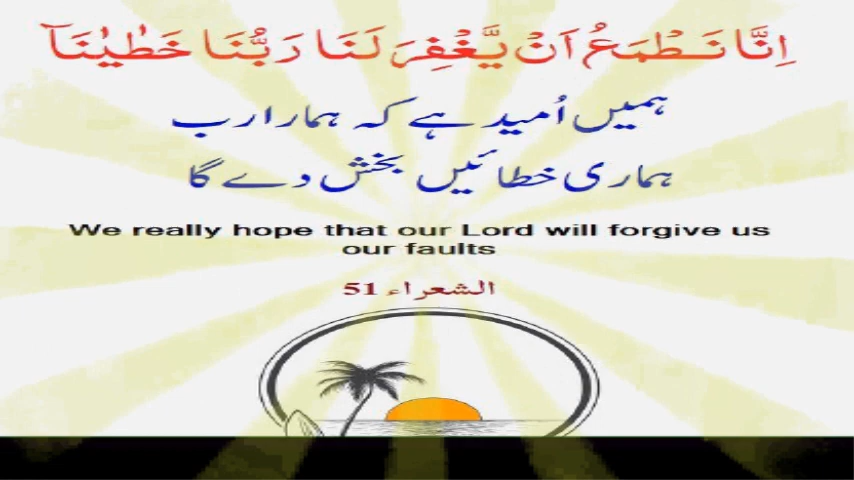 اِنَّا نَطْمَعُ اَنْ يَّغْفِرَ لَنَا رَبُّنَا خَطٰيٰنَاۤ
ہمیں اُمید ہے کہ ہمارا رب
ہماری خطائیں بخش دے گا
We really hope that our Lord will forgive us
our faults
الشعراء 51